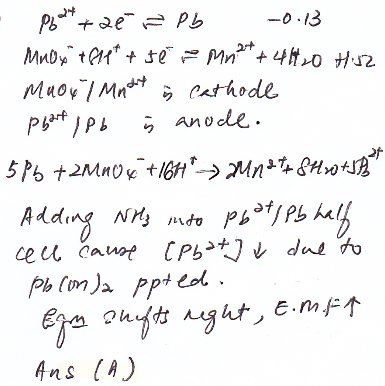 Pb²⁺ + 2e⁻ ⇌ Pb -0.13
MnO₄⁻ + 8H⁺ + 5e⁻ ⇌ Mn²⁺ + 4H₂O +1.52
MnO₄⁻/Mn²⁺ is cathode
Pb²⁺/Pb is anode.
5Pb + 2MnO₄⁻ + 16H⁺ → 2Mn²⁺ + 8H₂O + 5Pb²⁺
Adding NH₃ into Pb²⁺/Pb half
cell cause [Pb²⁺] ↓ due to
Pb(OH)₂ ppted.
Eqm shifts right, E.M.F ↑
Ans (A)